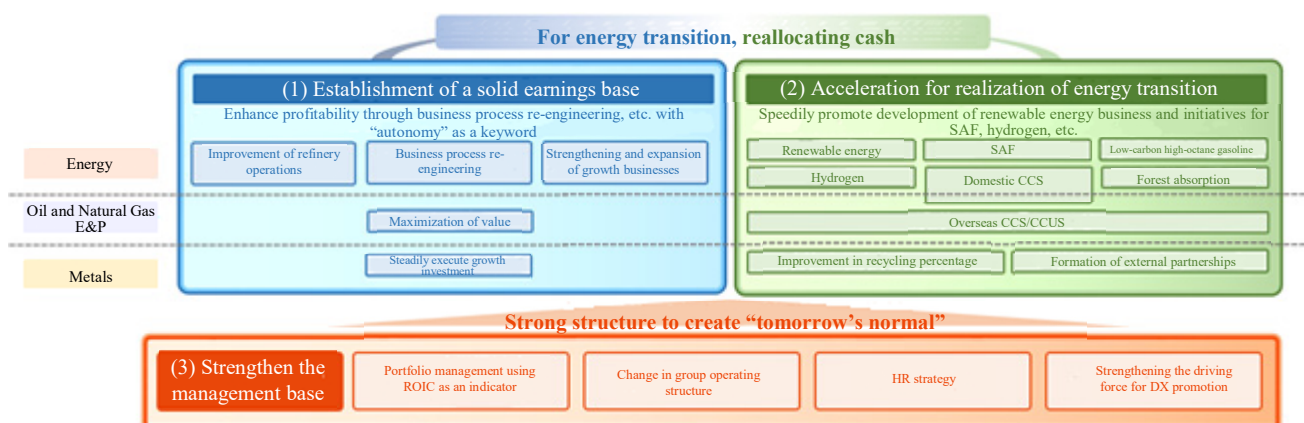 For energy transition, reallocating cash
(1) Establishment of a solid earnings base
Enhance profitability through business process re-engineering, etc. with
“autonomy” as a keyword
(2) Acceleration for realization of energy transition
Speedily promote development of renewable energy business and initiatives for
SAF, hydrogen, etc.
Energy
Improvement of refinery
operations
Business process re-
engineering
Strengthening and expansion
of growth businesses
Renewable energy
SAF
Low-carbon high-octane gasoline
Hydrogen
Domestic CCS
Forest absorption
Oil and Natural Gas
E&P
Maximization of value
Overseas CCS/CCUS
Metals
Steadily execute growth
investment
Improvement in recycling percentage
Formation of external partnerships
Strong structure to create “tomorrow’s normal”
(3) Strengthen the
management base
Portfolio management using
ROIC as an indicator
Change in group operating
structure
HR strategy
Strengthening the driving
force for DX promotion